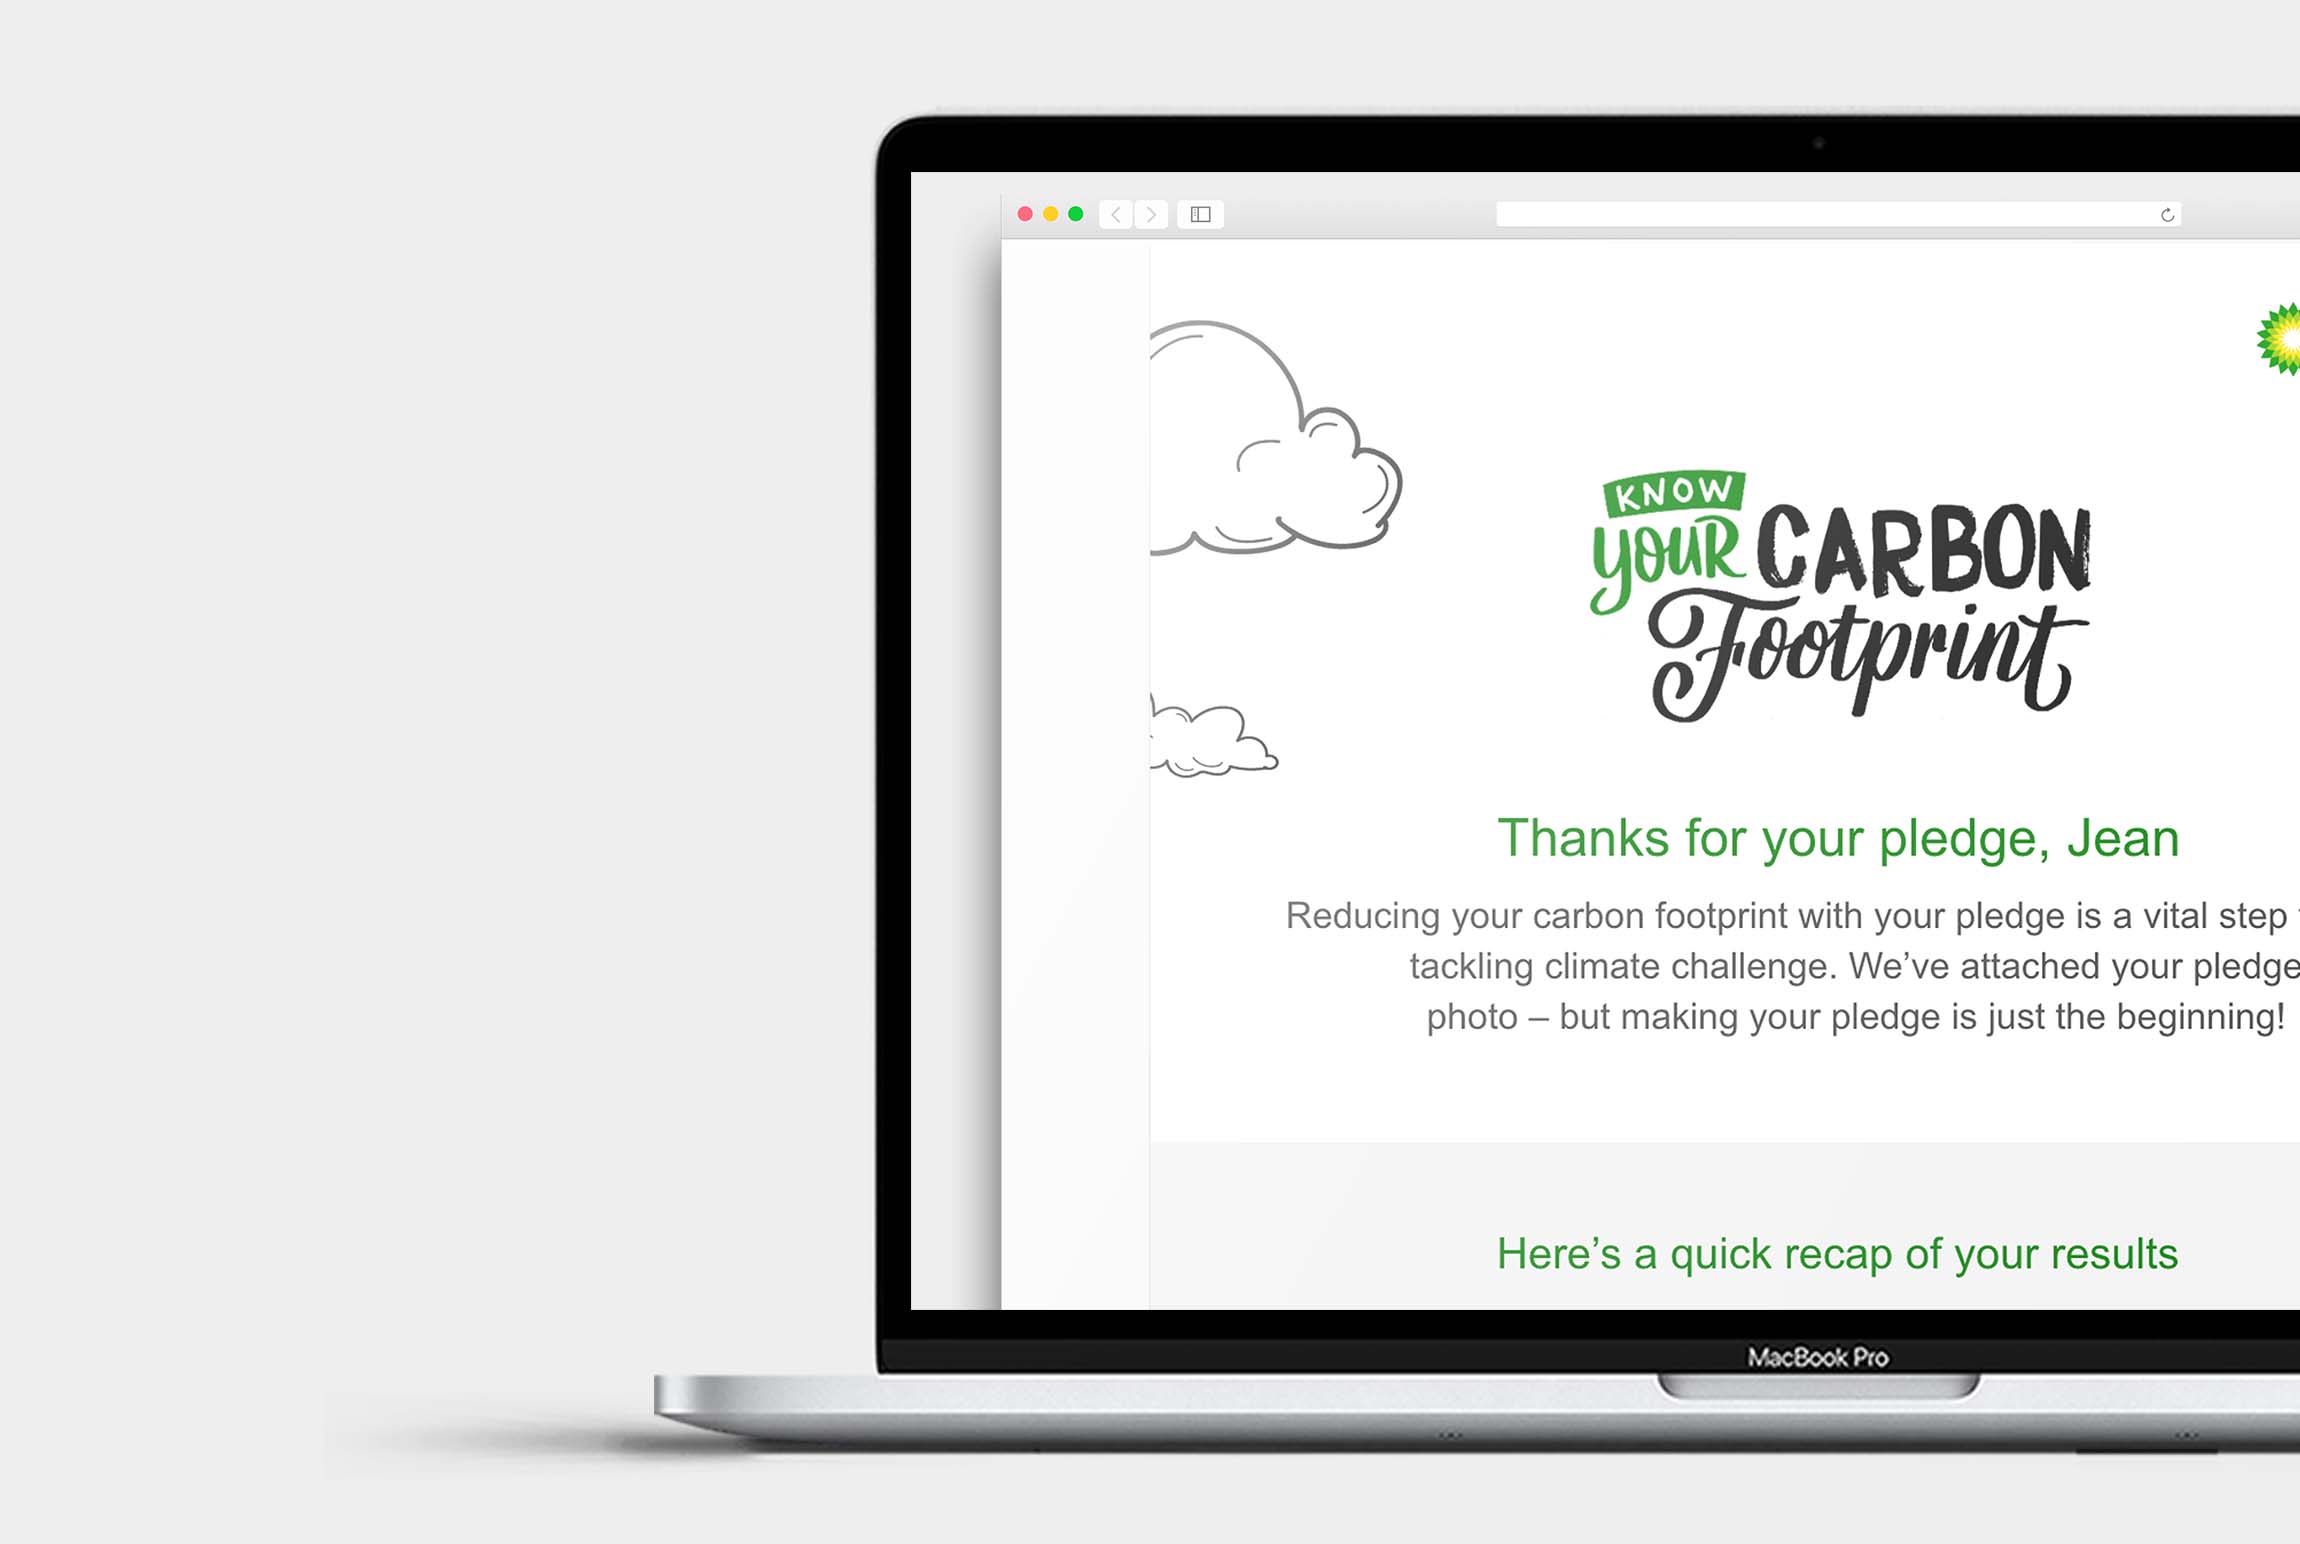 KNOW
YOUR CARBON
Footprint
Thanks for your pledge, Jean
Reducing your carbon footprint with your pledge is a vital step
tackling climate challenge. We’ve attached your pledge
photo – but making your pledge is just the beginning!
Here’s a quick recap of your results
MacBook Pro